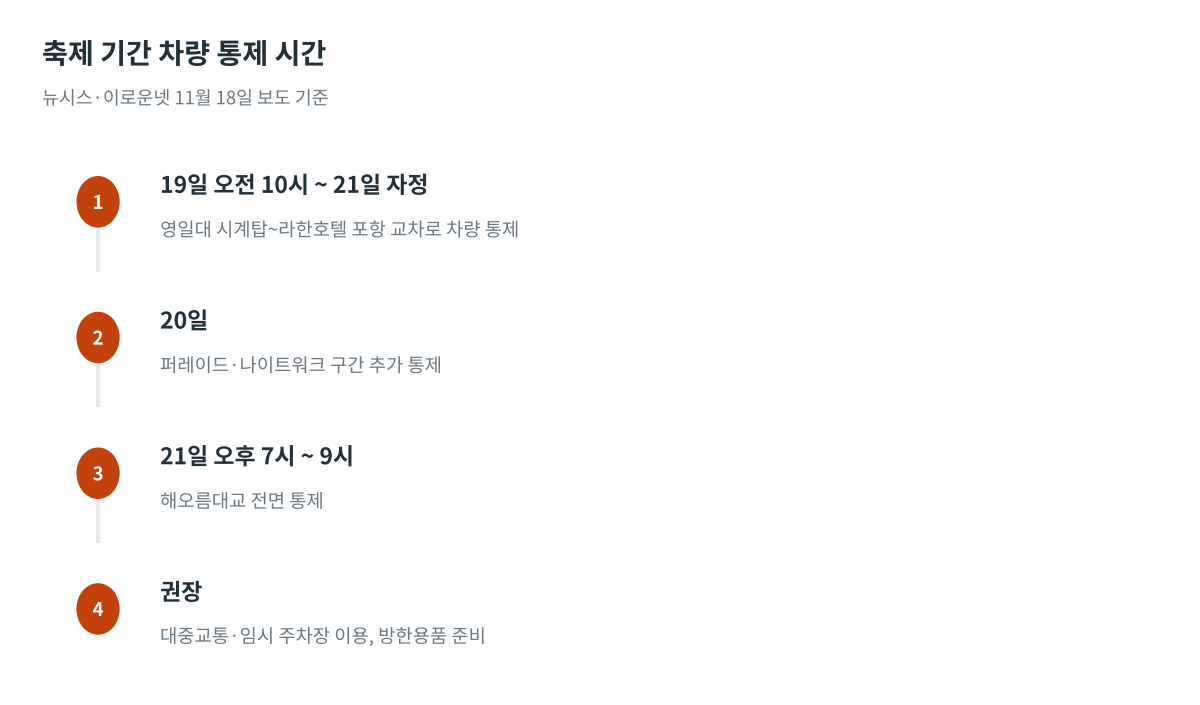 축제 기간 차량 통제 시간
뉴시스·이로운넷 11월 18일 보도 기준
1
19일 오전 10시 ~ 21일 자정
영일대 시계탑~라한호텔 포항 교차로 차량 통제
2
20일
퍼레이드·나이트워크 구간 추가 통제
3
21일 오후 7시 ~ 9시
해오름대교 전면 통제
4
권장
대중교통·임시 주차장 이용, 방한용품 준비